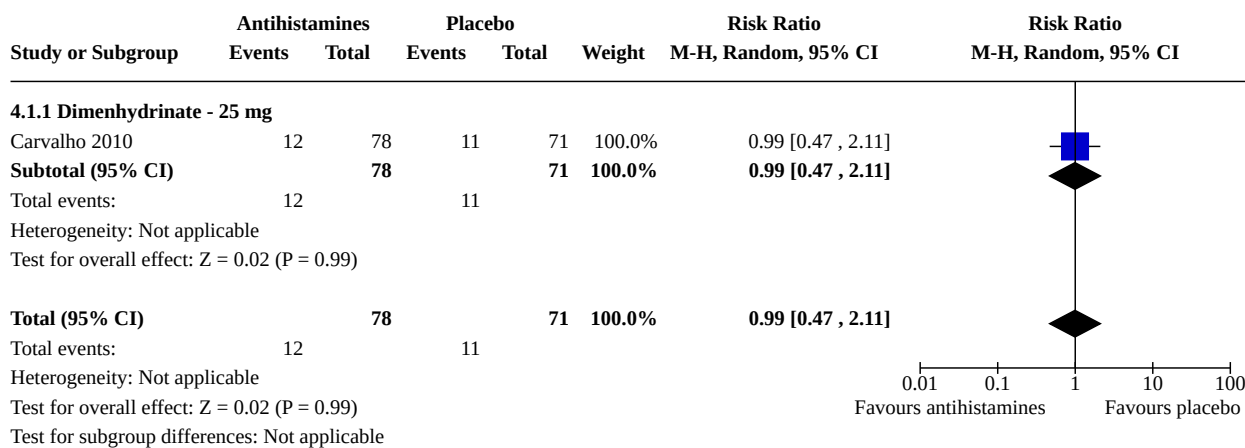 Antihistamines Placebo Risk Ratio Risk Ratio
Study or Subgroup Events Total Events Total Weight M-H, Random, 95% CI M-H, Random, 95% CI
4.1.1 Dimenhydrinate - 25 mg
Carvalho 2010 12 78 11 71 100.0% 0.99 [0.47 , 2.11]
Subtotal (95% CI) 78 71 100.0% 0.99 [0.47 , 2.11]
Total events: 12 11
Heterogeneity: Not applicable
Test for overall effect: Z = 0.02 (P = 0.99)
Total (95% CI) 78 71 100.0% 0.99 [0.47 , 2.11]
Total events: 12 11
Heterogeneity: Not applicable 0.01 0.1 1 10 100
Test for overall effect: Z = 0.02 (P = 0.99) Favours antihistamines Favours placebo
Test for subgroup differences: Not applicable